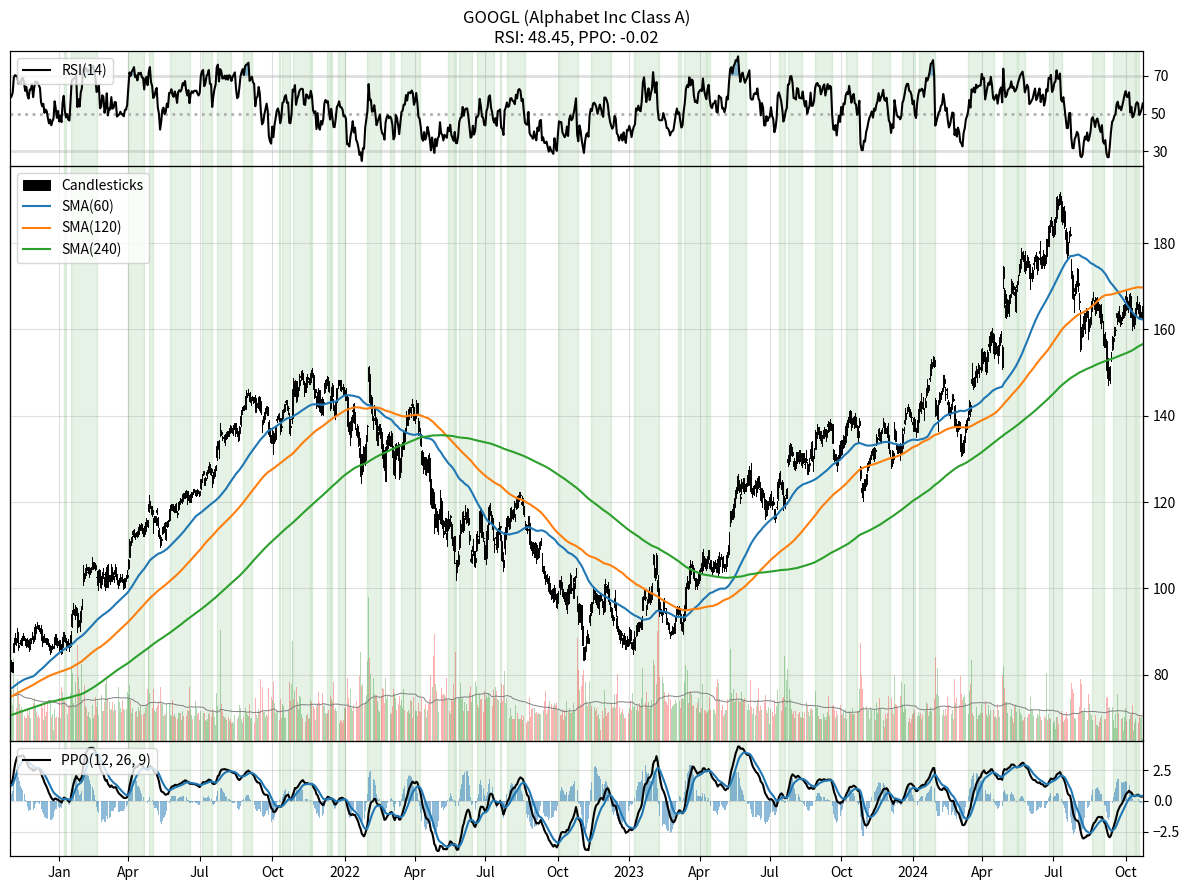 GOOGL (Alphabet Inc Class A)
RSI: 48.45, PPO: -0.02
RSI(14)
70
50
30
Candlesticks
SMA(60)
SMA(120)
SMA(240)
180
160
140
120
100
80
PPO(12, 26, 9)
2.5
0.0
−2.5
Jan Apr Jul Oct 2022 Apr Jul Oct 2023 Apr Jul Oct 2024 Apr Jul Oct